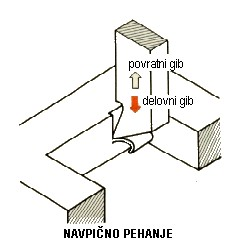 povratni gib
delovni gib
NAVPIČNO PEHANJE